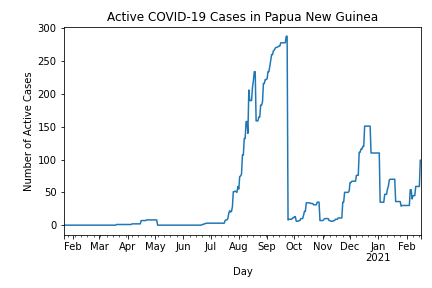 Active COVID-19 Cases in Papua New Guinea
Number of Active Cases
300
250
200
150
100
50
0
Feb Mar Apr May Jun Jul Aug Sep Oct Nov Dec Jan Feb
2021
Day